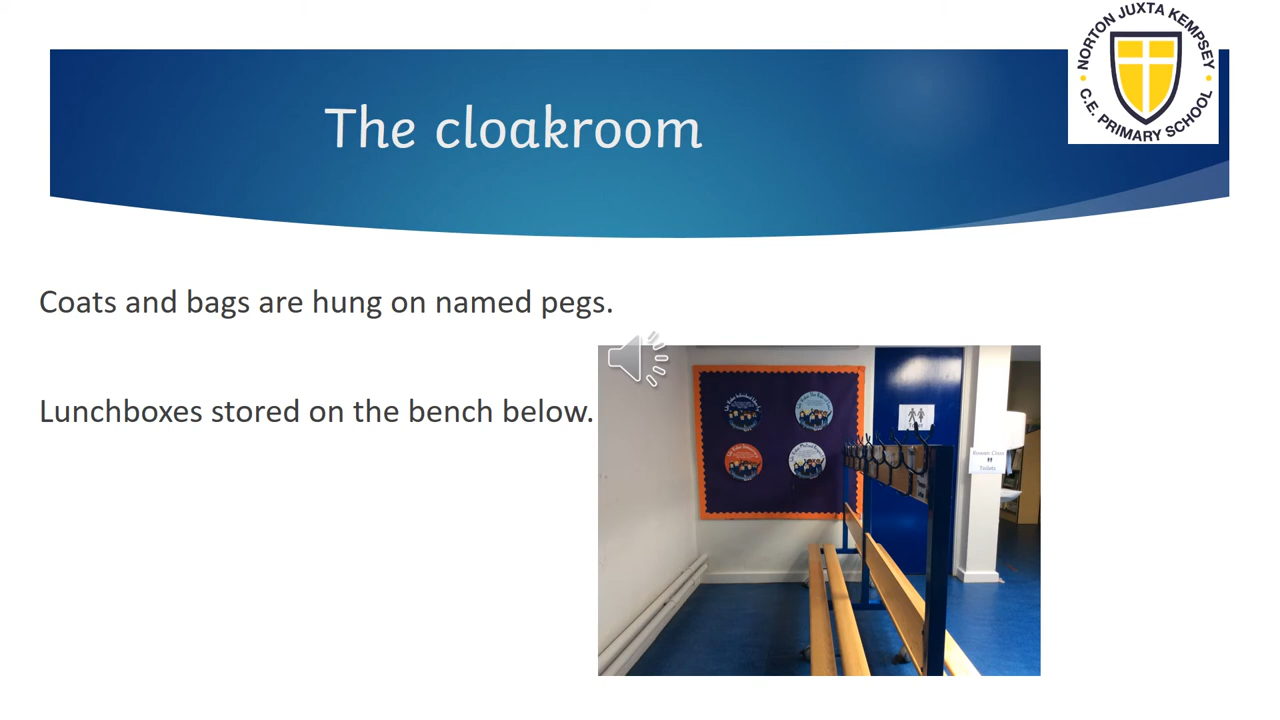 NORTON JUXTA KEMPSEY
C.E. PRIMARY SCHOOL
The cloakroom
Coats and bags are hung on named pegs.
Lunchboxes stored on the bench below.
Toilets